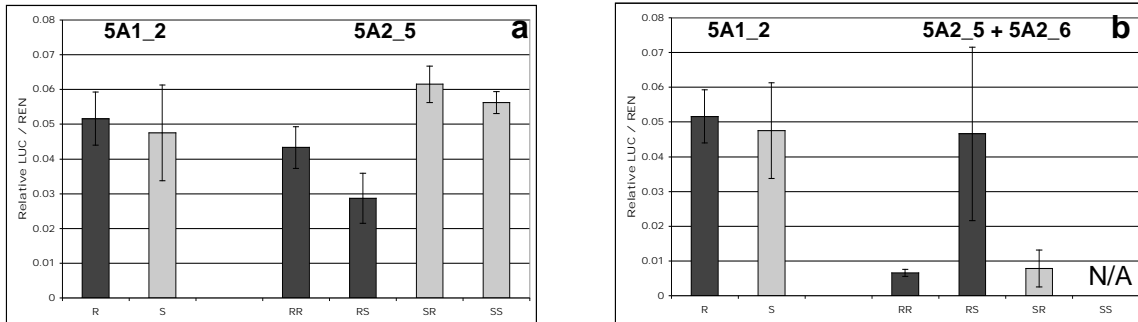 5A1_2 5A2_5 a
Relative LUC / REN
0.08
0.07
0.06
0.05
0.04
0.03
0.02
0.01
0
R S RR RS SR SS
5A1_2 5A2_5 + 5A2_6 b
Relative LUC / REN
0.08
0.07
0.06
0.05
0.04
0.03
0.02
0.01
0
N/A
R S RR RS SR SS